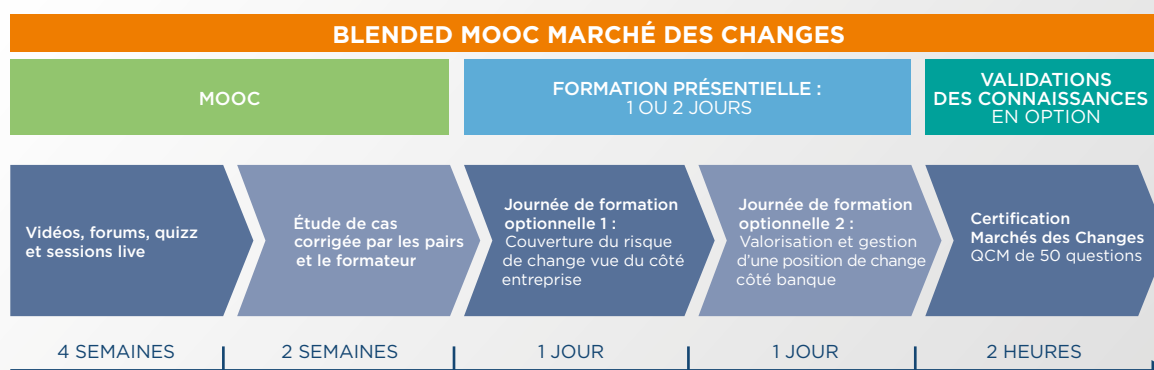 BLENDED MOOC MARCHÉ DES CHANGES
MOOC
FORMATION PRÉSENTIELLE :
1 OU 2 JOURS
VALIDATIONS
DES CONNAISSANCES
EN OPTION
Vidéos, forums, quizz
et sessions live
Étude de cas
corrigée par les pairs
et le formateur
Journée de formation
optionnelle 1 :
Couverture du risque
de change vue du côté
entreprise
Journée de formation
optionnelle 2 :
Valorisation et gestion
d'une position de change
côté banque
Certification
Marchés des Changes
QCM de 50 questions
4 SEMAINES
2 SEMAINES
1 JOUR
1 JOUR
2 HEURES